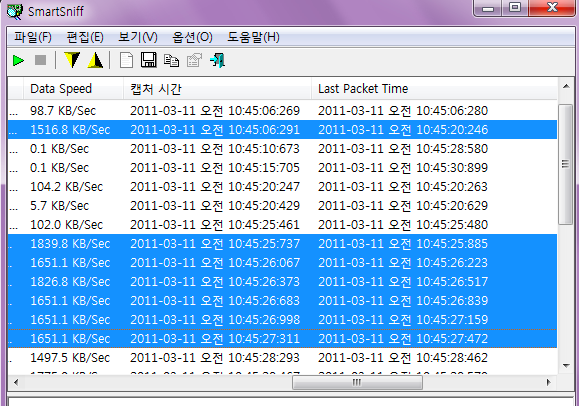 SmartSniff
파일(F) 편집(E) 보기(V) 옵션(O) 도움말(H)
Data Speed 캡처 시간 Last Packet Time
... 98.7 KB/Sec 2011-03-11 오전 10:45:06:269 2011-03-11 오전 10:45:06:280
... 1516.8 KB/Sec 2011-03-11 오전 10:45:06:291 2011-03-11 오전 10:45:20:246
... 0.1 KB/Sec 2011-03-11 오전 10:45:10:673 2011-03-11 오전 10:45:28:580
... 0.1 KB/Sec 2011-03-11 오전 10:45:15:705 2011-03-11 오전 10:45:30:899
... 104.2 KB/Sec 2011-03-11 오전 10:45:20:247 2011-03-11 오전 10:45:20:263
... 5.7 KB/Sec 2011-03-11 오전 10:45:20:429 2011-03-11 오전 10:45:20:629
... 102.0 KB/Sec 2011-03-11 오전 10:45:25:461 2011-03-11 오전 10:45:25:480
. 1839.8 KB/Sec 2011-03-11 오전 10:45:25:737 2011-03-11 오전 10:45:25:885
. 1651.1 KB/Sec 2011-03-11 오전 10:45:26:067 2011-03-11 오전 10:45:26:223
. 1826.8 KB/Sec 2011-03-11 오전 10:45:26:373 2011-03-11 오전 10:45:26:517
. 1651.1 KB/Sec 2011-03-11 오전 10:45:26:683 2011-03-11 오전 10:45:26:839
. 1651.1 KB/Sec 2011-03-11 오전 10:45:26:998 2011-03-11 오전 10:45:27:159
. 1651.1 KB/Sec 2011-03-11 오전 10:45:27:311 2011-03-11 오전 10:45:27:472
. 1497.5 KB/Sec 2011-03-11 오전 10:45:28:293 2011-03-11 오전 10:45:28:462